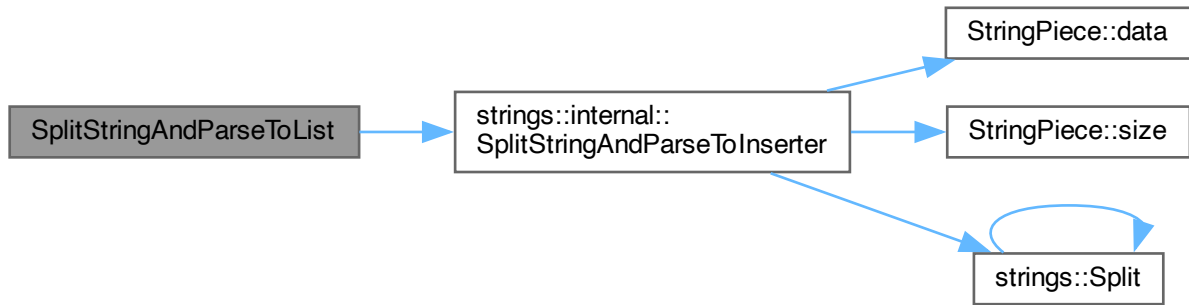 SplitStringAndParseToList
strings::internal::
SplitStringAndParseToInserter
StringPiece::data
StringPiece::size
strings::Split